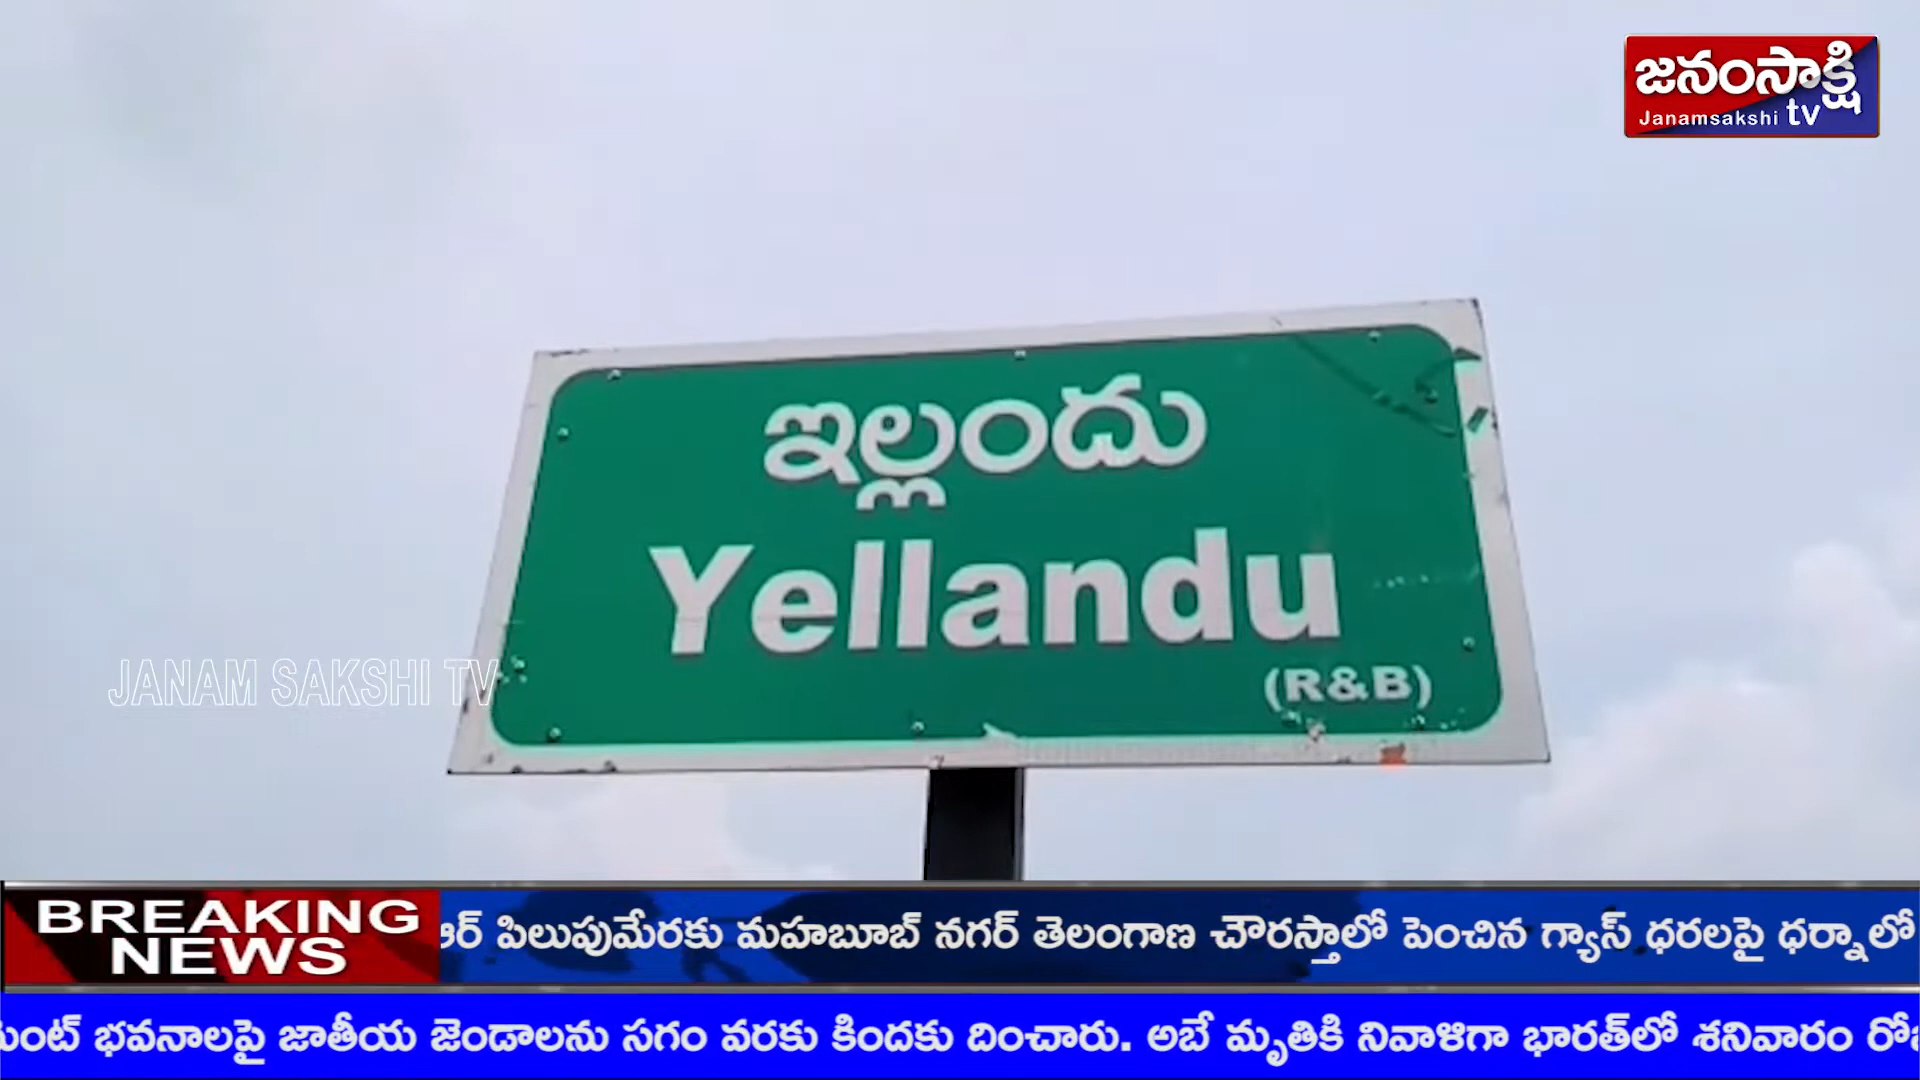 జనంసాక్షి
Janamsakshi tv
ఇల్లందు
Yellandu
(R&B)
JANAM SAKSHI TV
BREAKING
NEWS
పిలుపుమేరకు మహబూబ్ నగర్ తెలంగాణ చౌరస్తాలో పెంచిన గ్యాస్ ధరలపై ధర్నాలో
భవనాలపై జాతీయ జెండాలను సగం వరకు కిందకు దించారు. అబే మృతికి నివాళిగా భారత్‌లో శనివారం